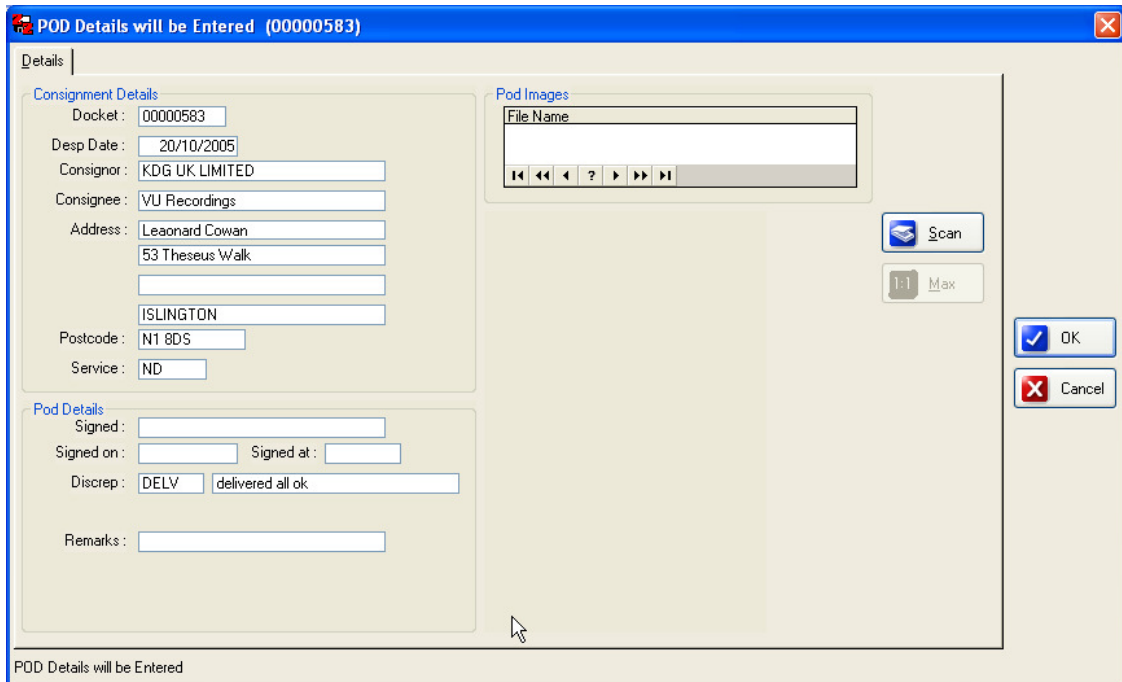 POD Details will be Entered (00000583)
Details
Consignment Details
Docket : 00000583
Desp Date : 20/10/2005
Consignor : KDG UK LIMITED
Consignee : VU Recordings
Address : Leaonard Cowan
53 Theseus Walk
ISLINGTON
Postcode : N1 8DS
Service : ND
Pod Details
Signed :
Signed on : Signed at :
Discrep : DELV delivered all ok
Remarks :
Pod Images
File Name
?
Scan
1:1 Max
OK
Cancel
POD Details will be Entered